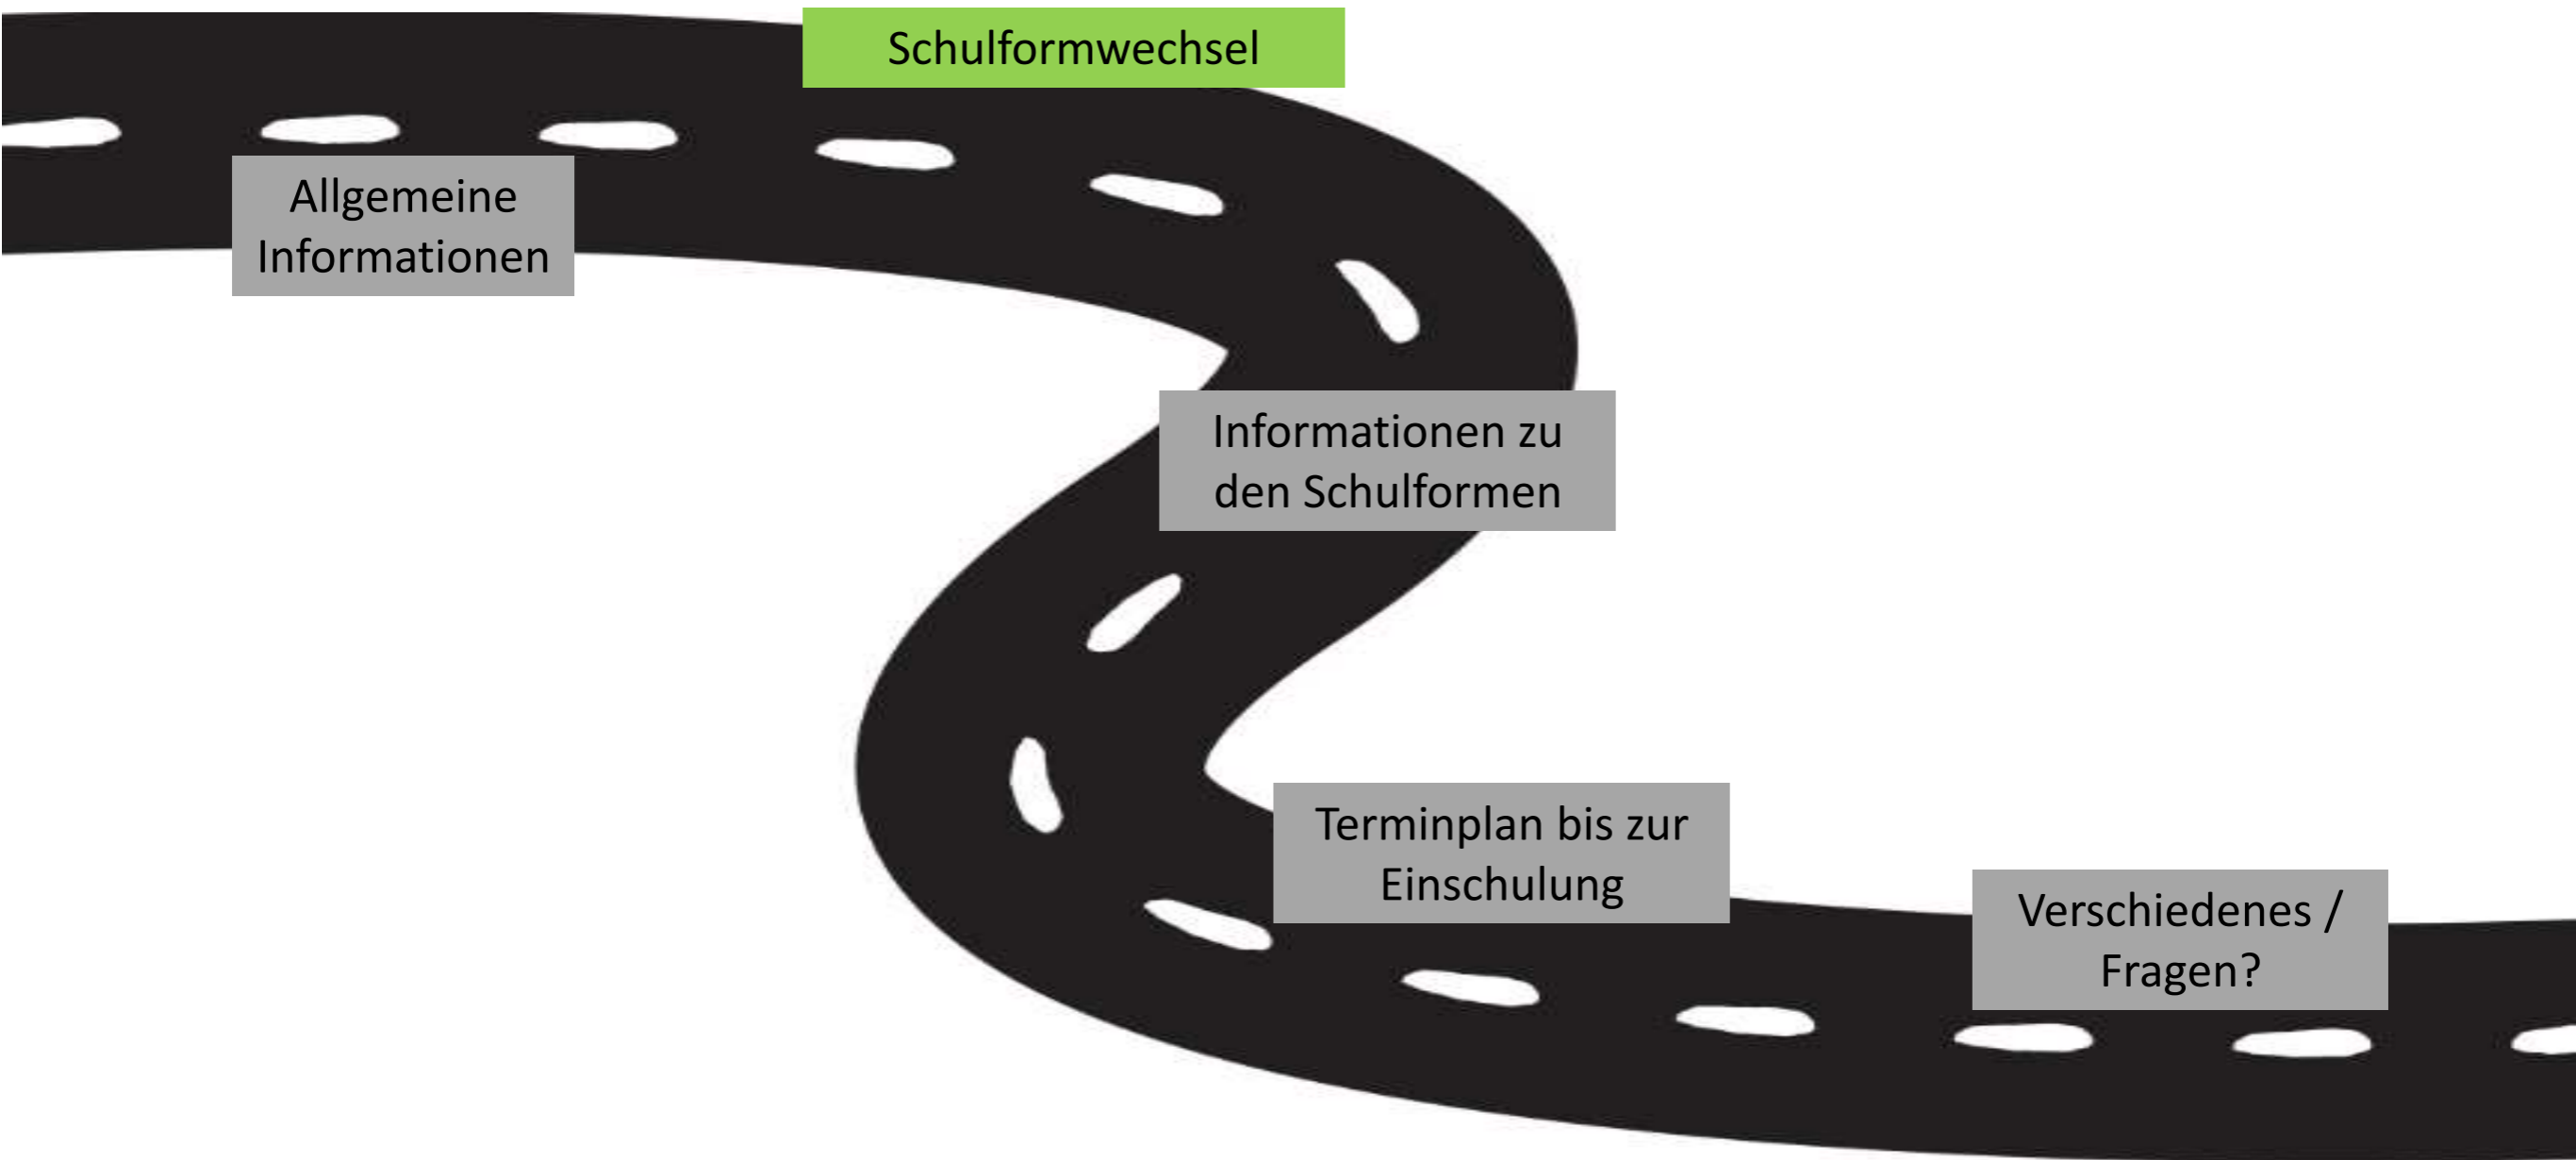 Schulformwechsel
Allgemeine
Informationen
Informationen zu
den Schulformen
Terminplan bis zur
Einschulung
Verschiedenes /
Fragen?